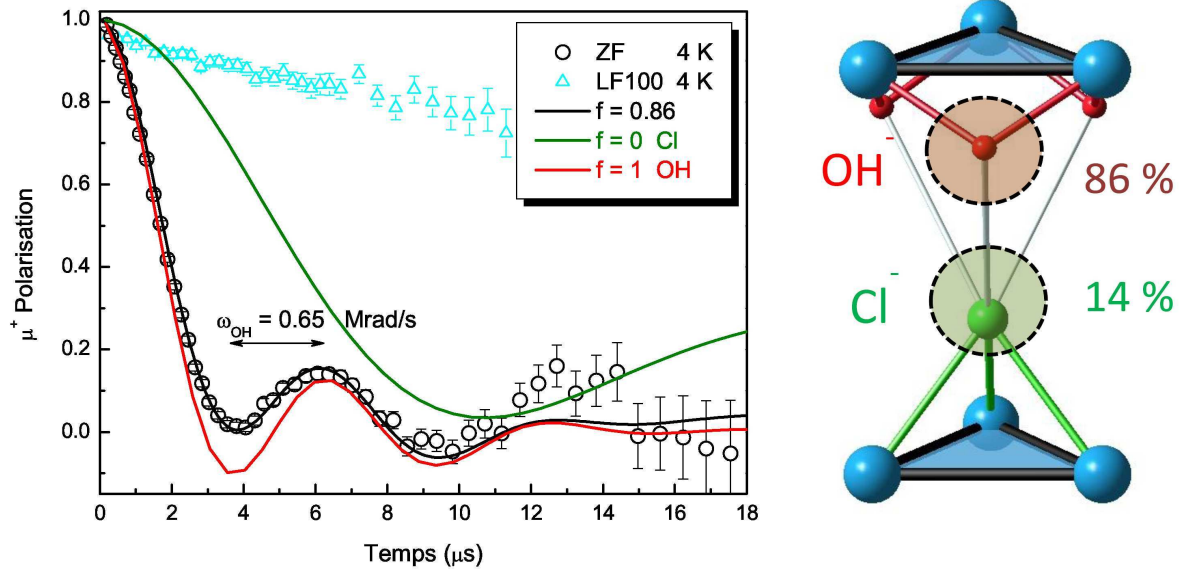 μ⁺ Polarisation
1.0
0.8
0.6
0.4
0.2
0.0
0 2 4 6 8 10 12 14 16 18
Temps (μs)
ZF 4 K
LF100 4 K
f = 0.86
f = 0 Cl
f = 1 OH
ω_OH = 0.65 Mrad/s
OH⁻ 86 %
Cl⁻ 14 %